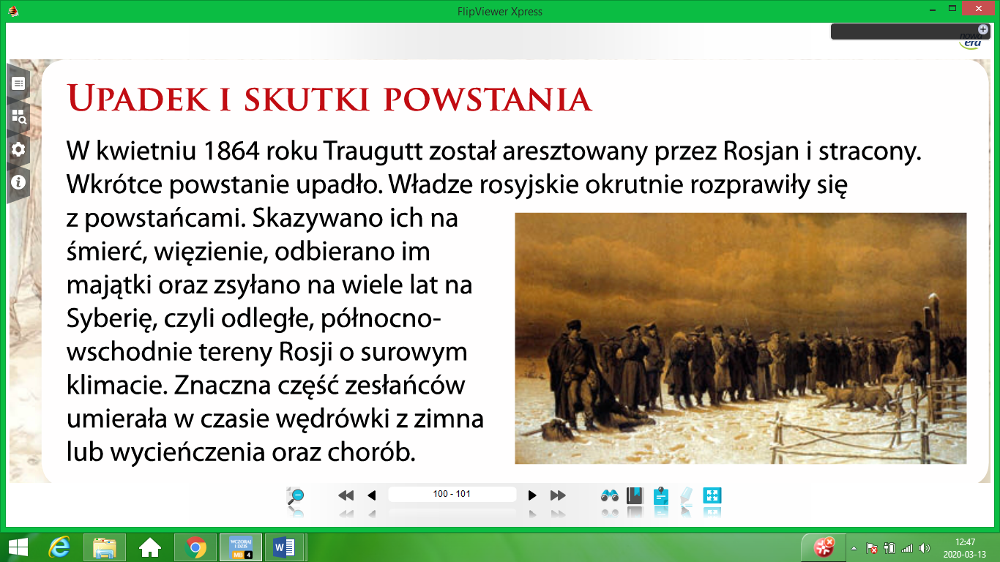 FlipViewer Xpress
nowa
era
UPADEK I SKUTKI POWSTANIA
W kwietniu 1864 roku Traugutt został aresztowany przez Rosjan i stracony.
Wkrótce powstanie upadło. Władze rosyjskie okrutnie rozprawiły się
z powstańcami. Skazywano ich na
śmierć, więzienie, odbierano im
majątki oraz zsyłano na wiele lat na
Syberię, czyli odległe, północno-
wschodnie tereny Rosji o surowym
klimacie. Znaczna część zesłańców
umierała w czasie wędrówki z zimna
lub wycieńczenia oraz chorób.
100 - 101
WCZORAJ
I DZIŚ
MB 4
12:47
2020-03-13